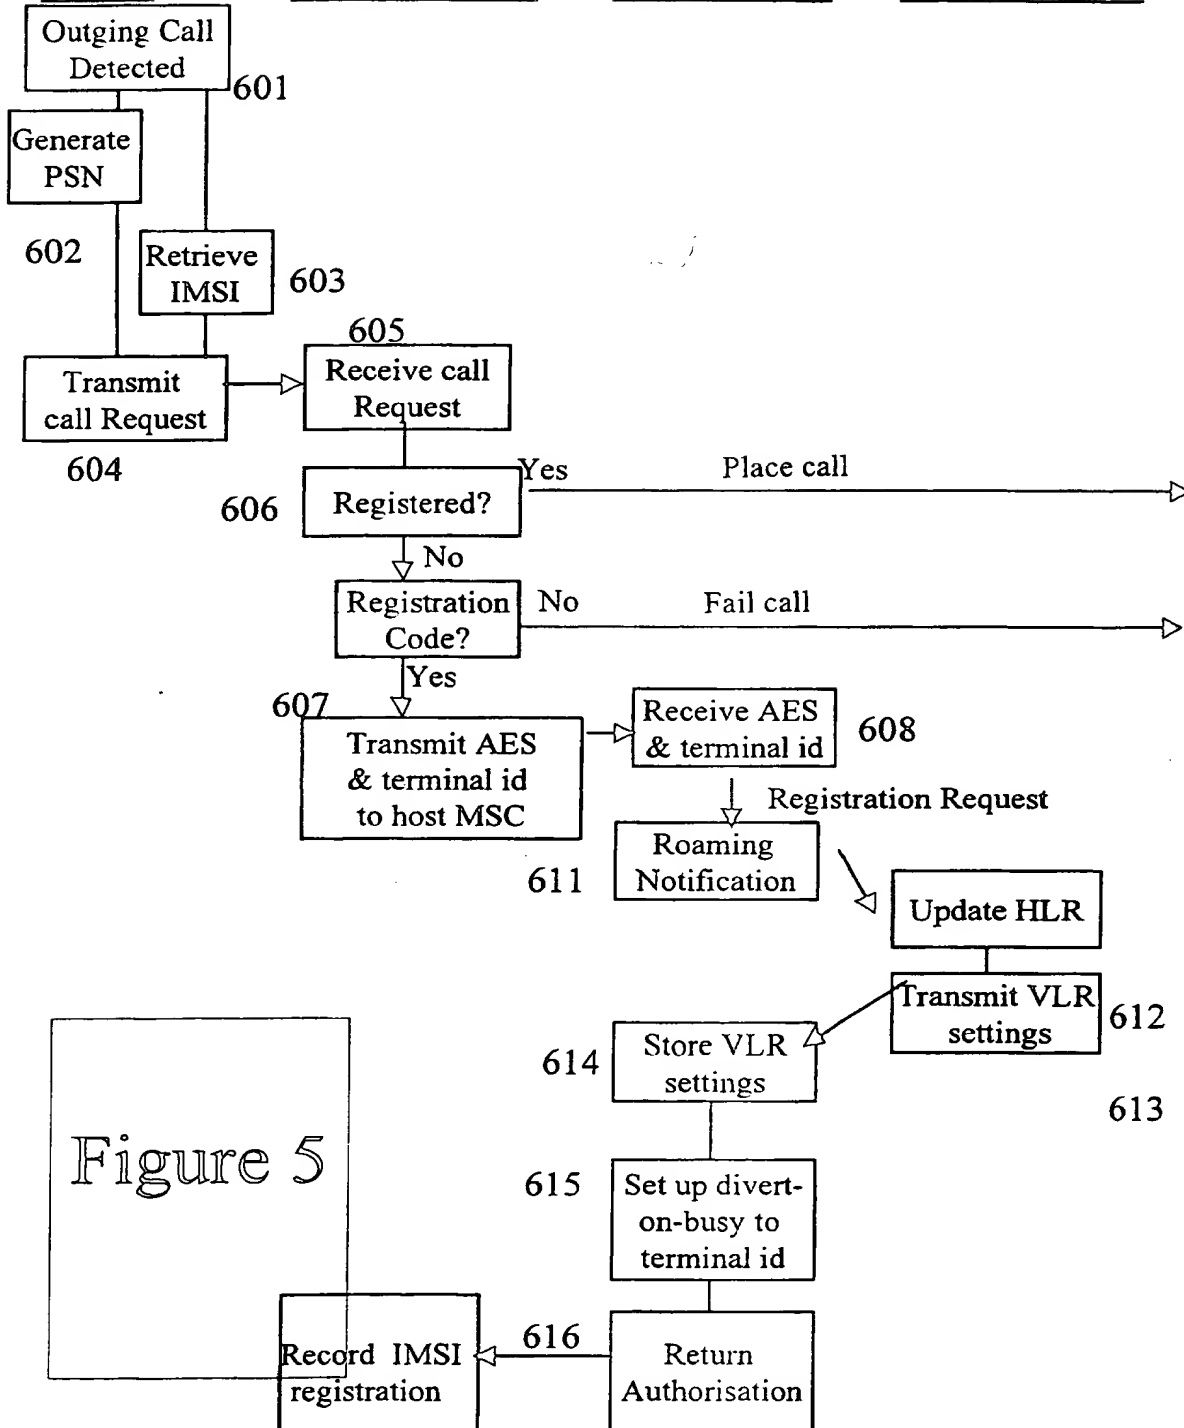 Outging Call
Detected
601
Generate
PSN
602
Retrieve
IMSI
603
605
Transmit
call Request
604
Receive call
Request
Yes
Place call
606
Registered?
No
Registration
Code?
No
Fail call
Yes
607
Transmit AES
& terminal id
to host MSC
Receive AES
& terminal id
608
Registration Request
611
Roaming
Notification
Update HLR
Transmit VLR
settings
612
614
Store VLR
settings
613
Figure 5
615
Set up divert-
on-busy to
terminal id
616
Record IMSI
registration
Return
Authorisation